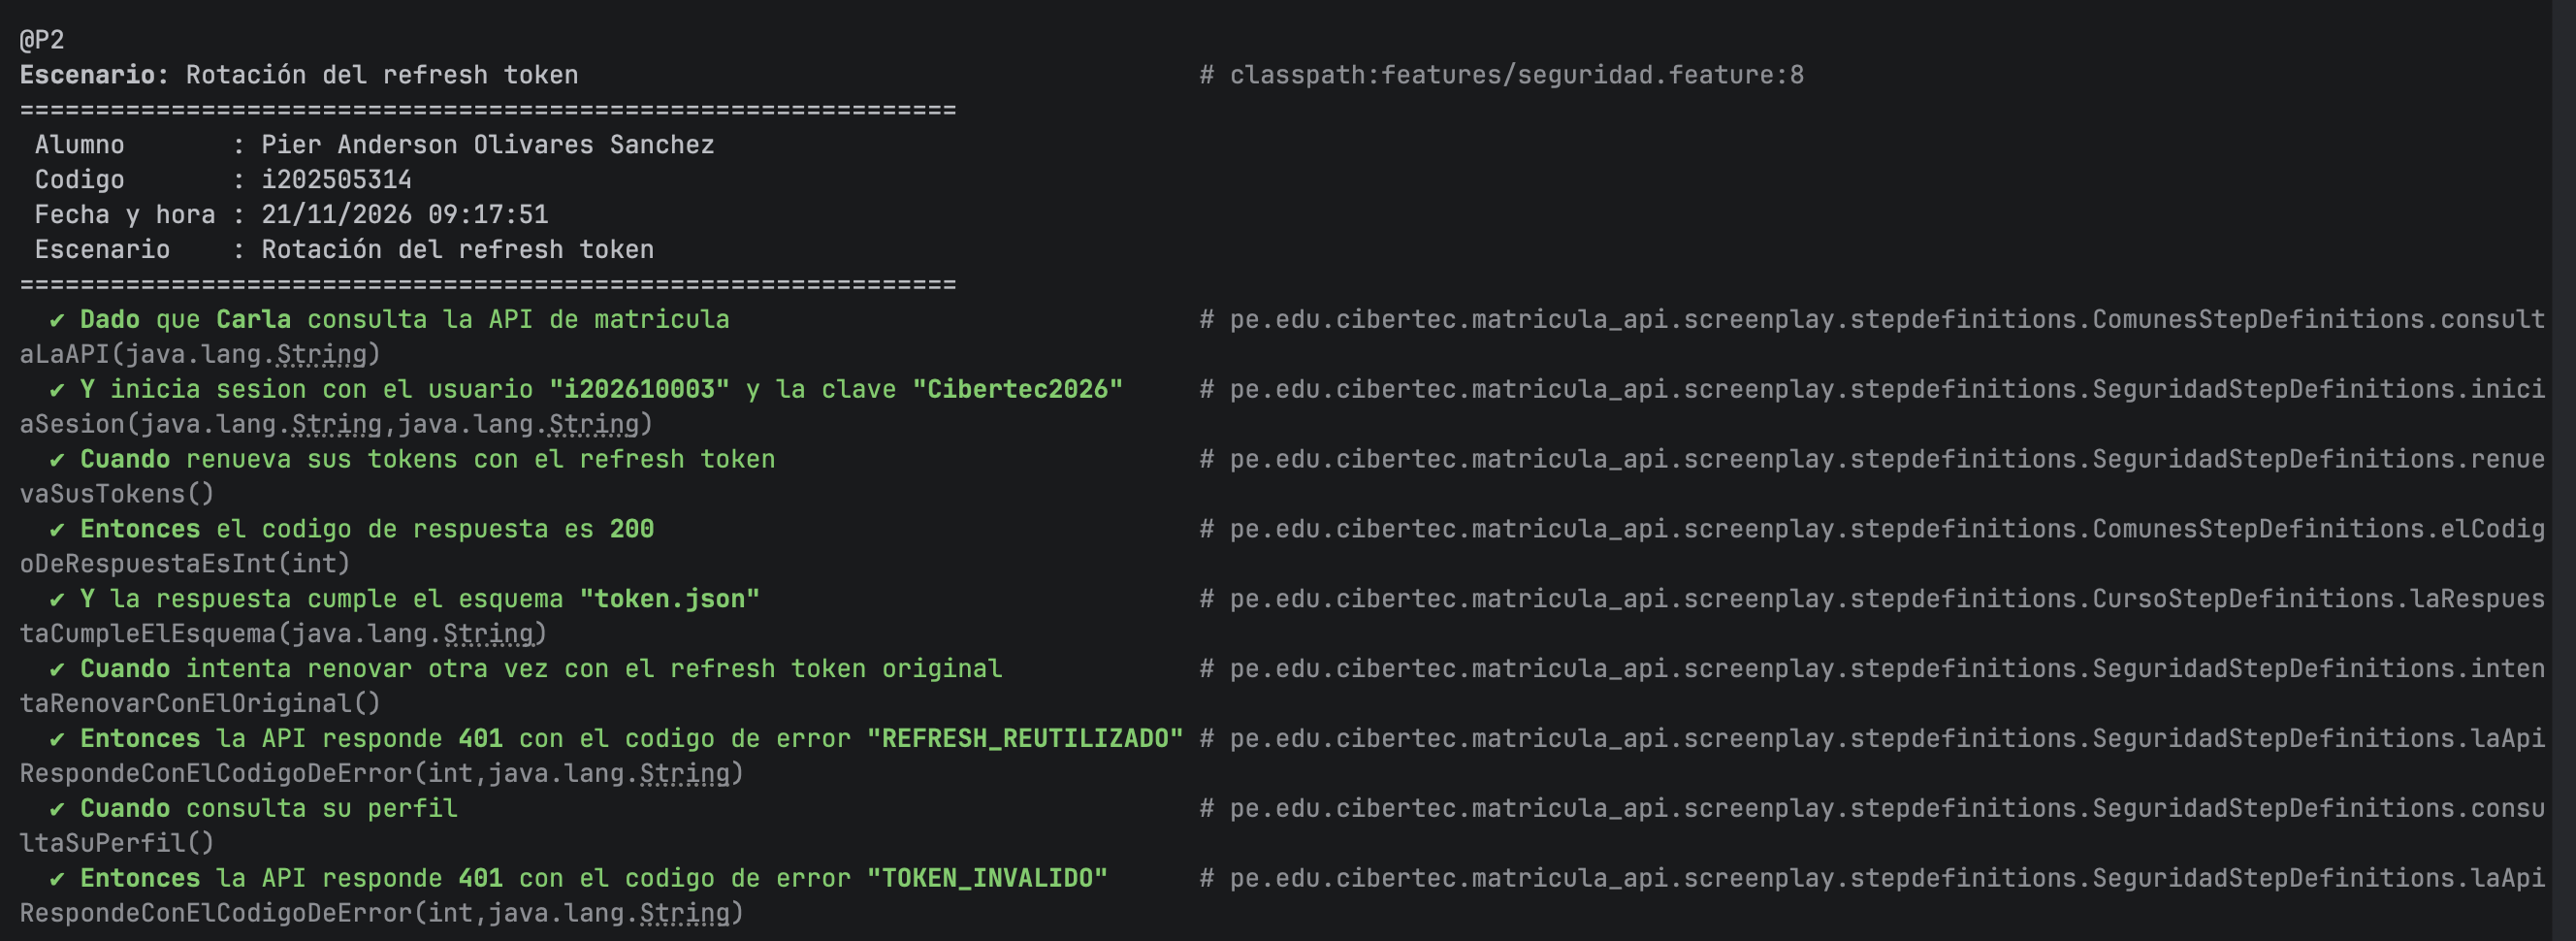 @P2
Escenario: Rotación del refresh token # classpath:features/seguridad.feature:8
==============================================================
Alumno : Pier Anderson Olivares Sanchez
Codigo : i202505314
Fecha y hora : 21/11/2026 09:17:51
Escenario : Rotación del refresh token
==============================================================
✔ Dado que Carla consulta la API de matricula # pe.edu.cibertec.matricula_api.screenplay.stepdefinitions.ComunesStepDefinitions.consult
aLaAPI(java.lang.String)
✔ Y inicia sesion con el usuario "i202610003" y la clave "Cibertec2026" # pe.edu.cibertec.matricula_api.screenplay.stepdefinitions.SeguridadStepDefinitions.inici
aSesion(java.lang.String,java.lang.String)
✔ Cuando renueva sus tokens con el refresh token # pe.edu.cibertec.matricula_api.screenplay.stepdefinitions.SeguridadStepDefinitions.renue
vaSusTokens()
✔ Entonces el codigo de respuesta es 200 # pe.edu.cibertec.matricula_api.screenplay.stepdefinitions.ComunesStepDefinitions.elCodig
oDeRespuestaEsInt(int)
✔ Y la respuesta cumple el esquema "token.json" # pe.edu.cibertec.matricula_api.screenplay.stepdefinitions.CursoStepDefinitions.laRespues
taCumpleElEsquema(java.lang.String)
✔ Cuando intenta renovar otra vez con el refresh token original # pe.edu.cibertec.matricula_api.screenplay.stepdefinitions.SeguridadStepDefinitions.inten
taRenovarConElOriginal()
✔ Entonces la API responde 401 con el codigo de error "REFRESH_REUTILIZADO" # pe.edu.cibertec.matricula_api.screenplay.stepdefinitions.SeguridadStepDefinitions.laApi
RespondeConElCodigoDeError(int,java.lang.String)
✔ Cuando consulta su perfil # pe.edu.cibertec.matricula_api.screenplay.stepdefinitions.SeguridadStepDefinitions.consu
ltaSuPerfil()
✔ Entonces la API responde 401 con el codigo de error "TOKEN_INVALIDO" # pe.edu.cibertec.matricula_api.screenplay.stepdefinitions.SeguridadStepDefinitions.laApi
RespondeConElCodigoDeError(int,java.lang.String)